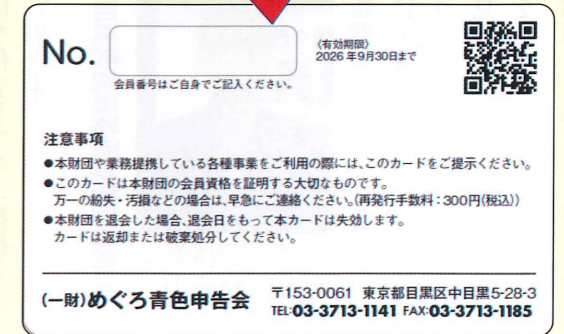 No.
〈有効期限〉
2026年9月30日まで
会員番号はご自身でご記入ください。
注意事項
●本財団や業務提携している各種事業をご利用の際には、このカードをご提示ください。
●このカードは本財団の会員資格を証明する大切なものです。
万一の紛失・汚損などの場合は、早急にご連絡ください。(再発行手数料：300円(税込))
●本財団を退会した場合、退会日をもって本カードは失効します。
カードは返却または破棄処分してください。
(一財)めぐろ青色申告会
〒153-0061 東京都目黒区中目黒5-28-3
TEL:03-3713-1141 FAX:03-3713-1185